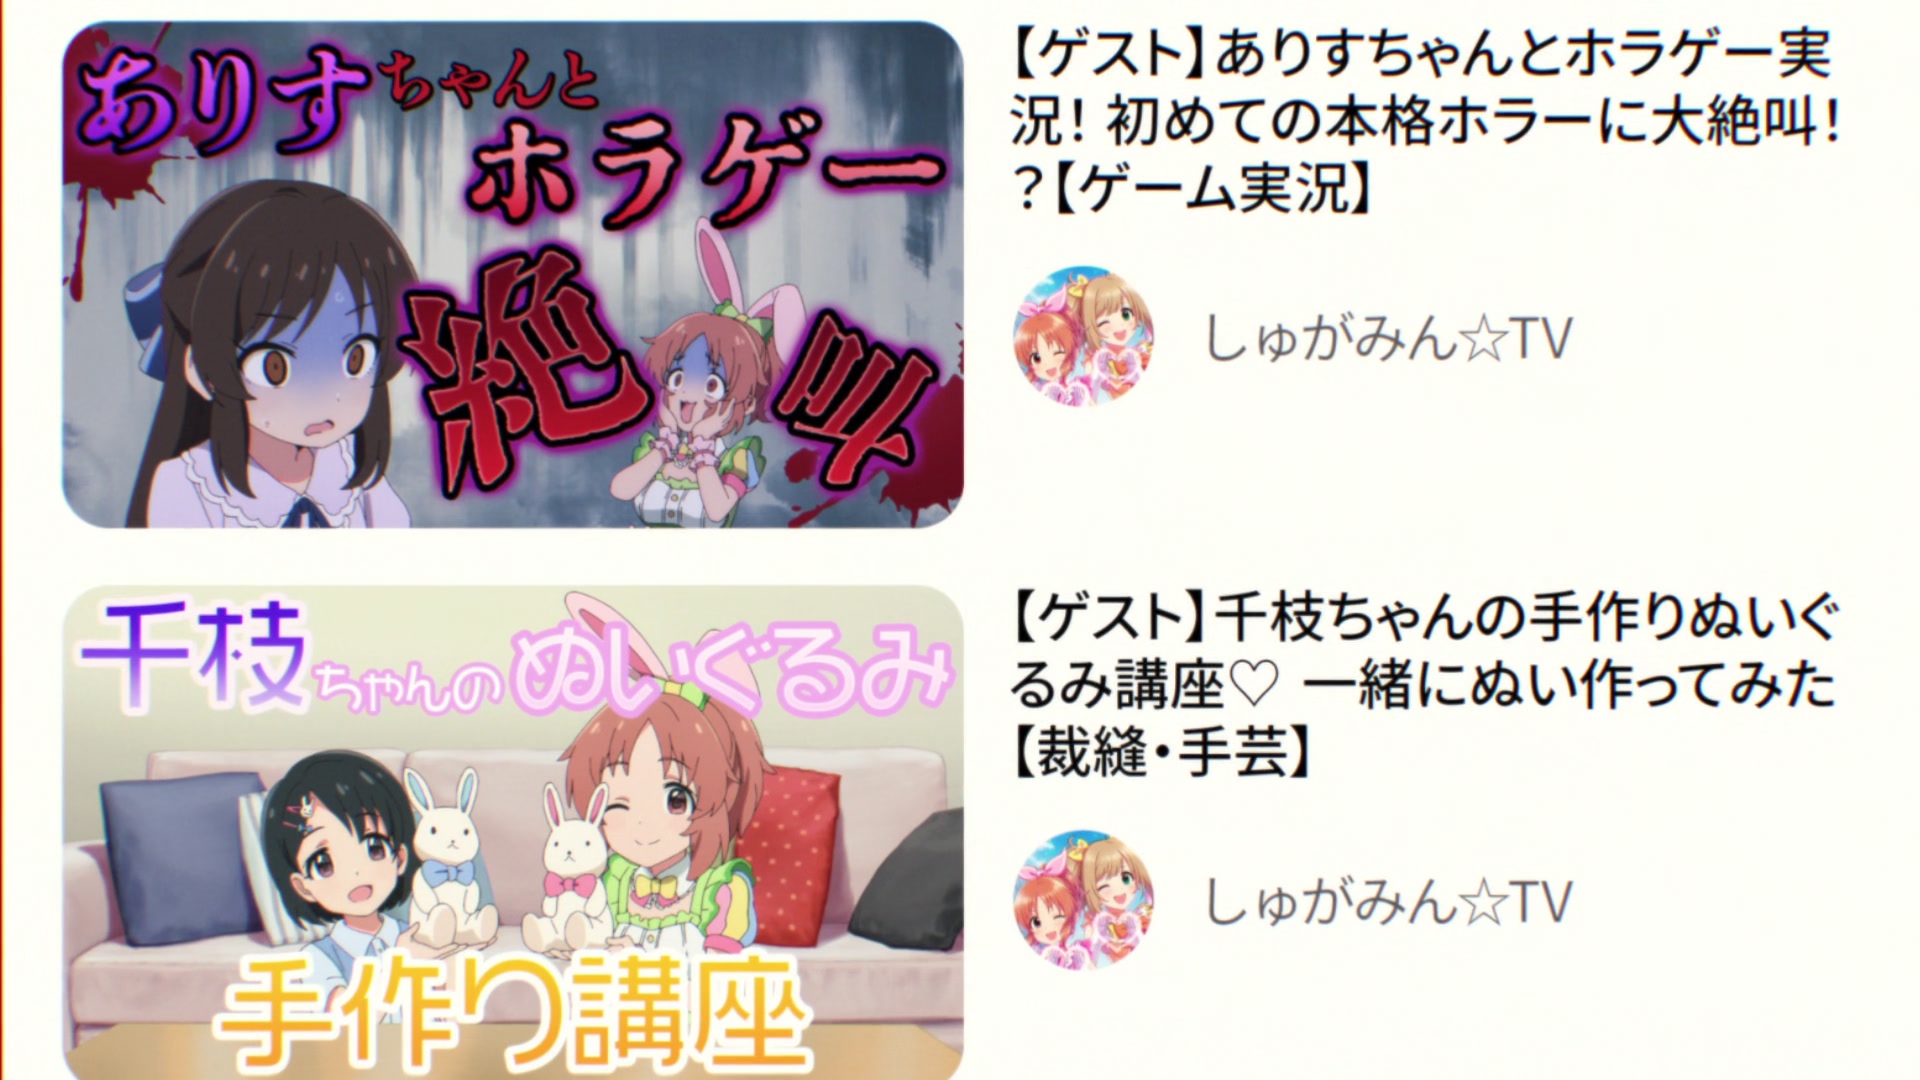 ありすちゃんと
ホラゲー
絶叫
【ゲスト】ありすちゃんとホラゲー実
況！初めての本格ホラーに大絶叫！
？【ゲーム実況】
しゅがみん☆TV
千枝ちゃんのぬいぐるみ
手作り講座
【ゲスト】千枝ちゃんの手作りぬいぐ
るみ講座♡ 一緒にぬい作ってみた
【裁縫・手芸】
しゅがみん☆TV